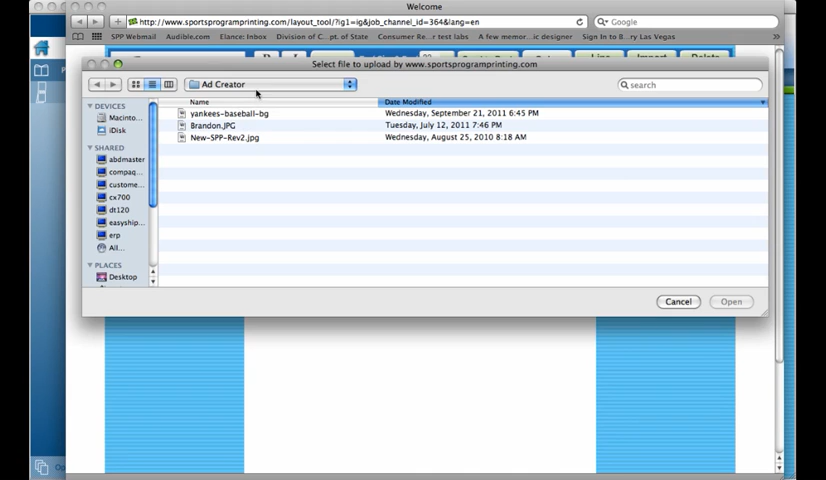 Welcome
http://www.sportsprogramprinting.com/layout_tool/?g1=ig&job_channel_id=364&lang=en
Google
SPP Webmail Audible.com Elance: Inbox Division of C...pt. of State Consumer Re...r test labs A few memor...ic designer Sign In to B...ry Las Vegas
Select file to upload by www.sportsprogramprinting.com
Ad Creator
search
Name Date Modified
DEVICES
Macinto...
iDisk
SHARED
abdmaster
compaq...
custome...
cx700
dt120
easyship...
erp
All...
PLACES
Desktop
yankees-baseball-bg Wednesday, September 21, 2011 6:45 PM
Brandon.JPG Tuesday, July 12, 2011 7:46 PM
New-SPP-Rev2.jpg Wednesday, August 25, 2010 8:18 AM
Cancel Open